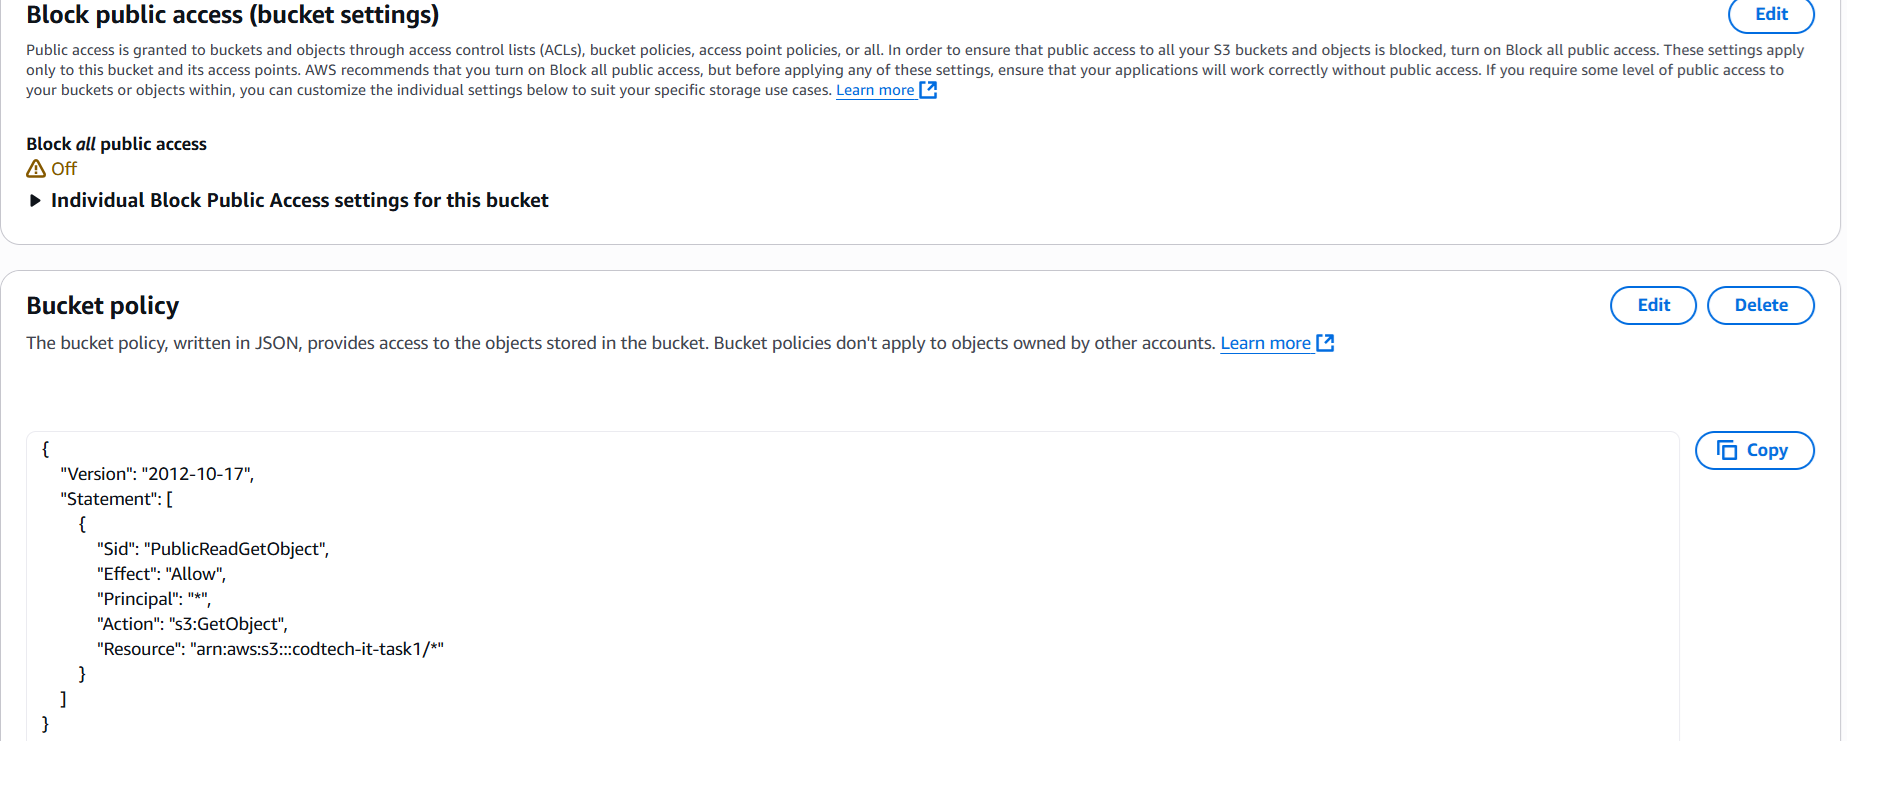 Block public access (bucket settings)
Edit
Public access is granted to buckets and objects through access control lists (ACLs), bucket policies, access point policies, or all. In order to ensure that public access to all your S3 buckets and objects is blocked, turn on Block all public access. These settings apply
only to this bucket and its access points. AWS recommends that you turn on Block all public access, but before applying any of these settings, ensure that your applications will work correctly without public access. If you require some level of public access to
your buckets or objects within, you can customize the individual settings below to suit your specific storage use cases. Learn more
Block all public access
Off
Individual Block Public Access settings for this bucket
Bucket policy
Edit
Delete
The bucket policy, written in JSON, provides access to the objects stored in the bucket. Bucket policies don't apply to objects owned by other accounts. Learn more
Copy
{
"Version": "2012-10-17",
"Statement": [
{
"Sid": "PublicReadGetObject",
"Effect": "Allow",
"Principal": "*",
"Action": "s3:GetObject",
"Resource": "arn:aws:s3:::codtech-it-task1/*"
}
]
}